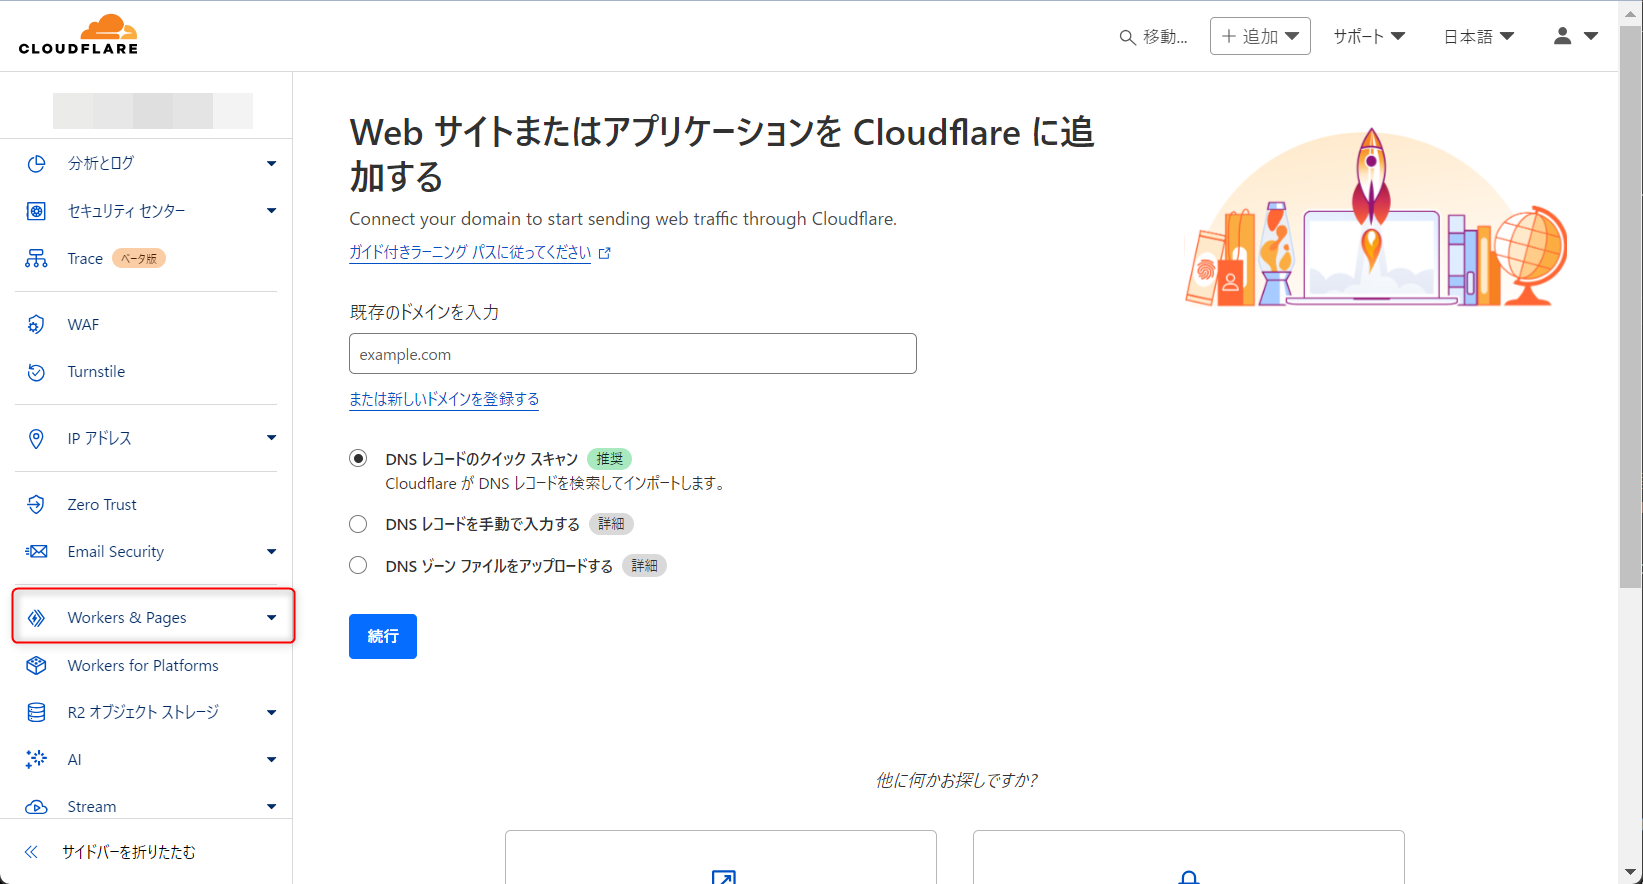 CLOUDFLARE
移動...
追加
サポート
日本語
分析とログ
セキュリティ センター
Trace ベータ版
WAF
Turnstile
IP アドレス
Zero Trust
Email Security
Workers & Pages
Workers for Platforms
R2 オブジェクト ストレージ
AI
Stream
サイドバーを折りたたむ
Web サイトまたはアプリケーションを Cloudflare に追
加する
Connect your domain to start sending web traffic through Cloudflare.
ガイド付きラーニング パスに従ってください
既存のドメインを入力
example.com
または新しいドメインを登録する
DNS レコードのクイック スキャン 推奨
Cloudflare が DNS レコードを検索してインポートします。
DNS レコードを手動で入力する 詳細
DNS ゾーン ファイルをアップロードする 詳細
続行
他に何かお探しですか?